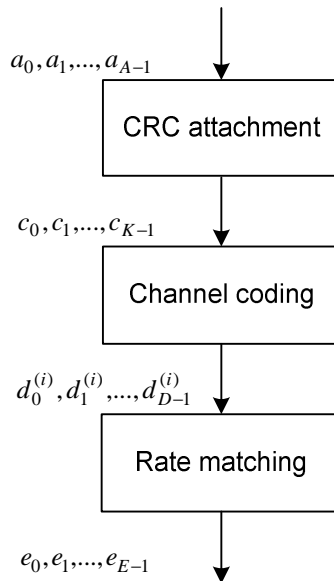 a_0, a_1, ..., a_{A-1}
CRC attachment
c_0, c_1, ..., c_{K-1}
Channel coding
d_0^{(i)}, d_1^{(i)}, ..., d_{D-1}^{(i)}
Rate matching
e_0, e_1, ..., e_{E-1}